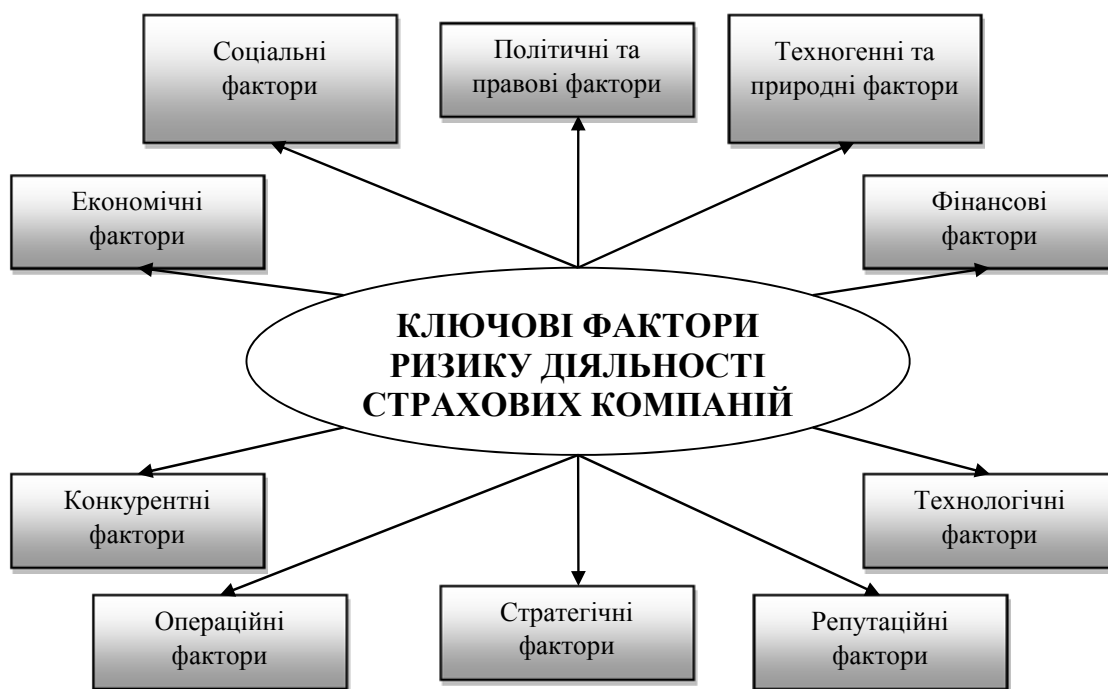 Соціальні
фактори
Політичні та
правові фактори
Техногенні та
природні фактори
Економічні
фактори
Фінансові
фактори
КЛЮЧОВІ ФАКТОРИ
РИЗИКУ ДІЯЛЬНОСТІ
СТРАХОВИХ КОМПАНІЙ
Конкурентні
фактори
Технологічні
фактори
Операційні
фактори
Стратегічні
фактори
Репутаційні
фактори